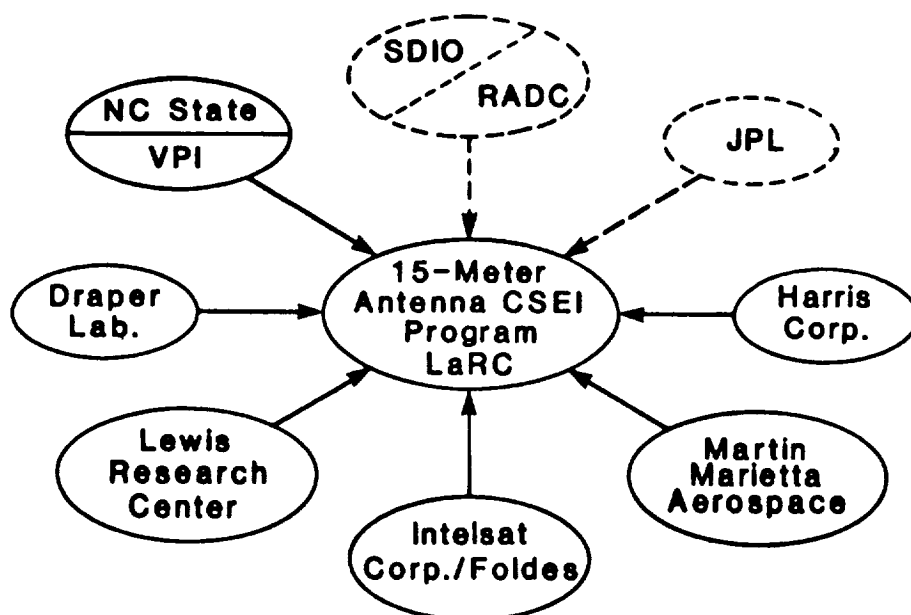 SDIO
RADC
NC State
VPI
JPL
15-Meter
Antenna CSEI
Program
LaRC
Draper
Lab.
Harris
Corp.
Lewis
Research
Center
Martin
Marietta
Aerospace
Intelsat
Corp./Foldes